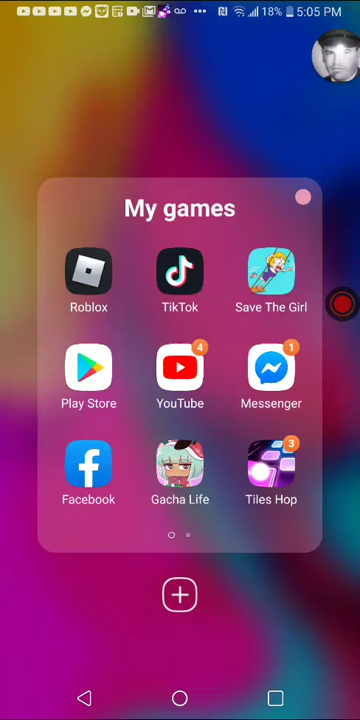 18% 5:05 PM
My games
Roblox TikTok Save The Girl
4 1
Play Store YouTube Messenger
3
Facebook Gacha Life Tiles Hop